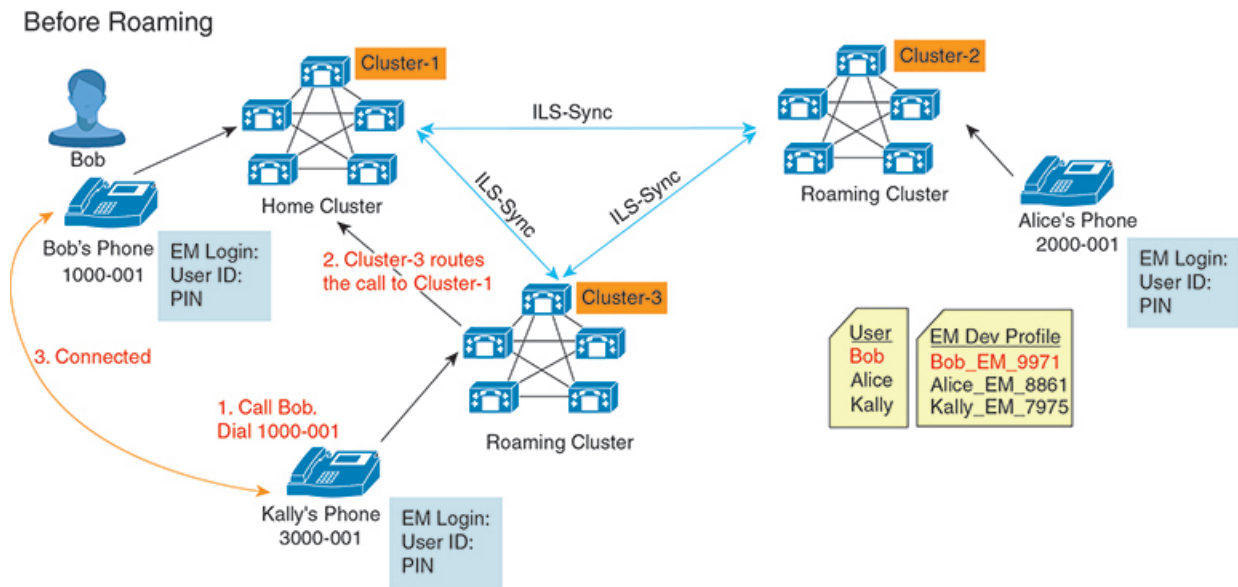 Before Roaming
Cluster-1
Cluster-2
ILS-Sync
Bob
Home Cluster
ILS-Sync
ILS-Sync
Roaming Cluster
Bob's Phone
1000-001
EM Login:
User ID:
PIN
Alice's Phone
2000-001
EM Login:
User ID:
PIN
2. Cluster-3 routes
the call to Cluster-1
Cluster-3
3. Connected
1. Call Bob.
Dial 1000-001
Roaming Cluster
User
Bob
Alice
Kally
EM Dev Profile
Bob_EM_9971
Alice_EM_8861
Kally_EM_7975
Kally's Phone
3000-001
EM Login:
User ID:
PIN